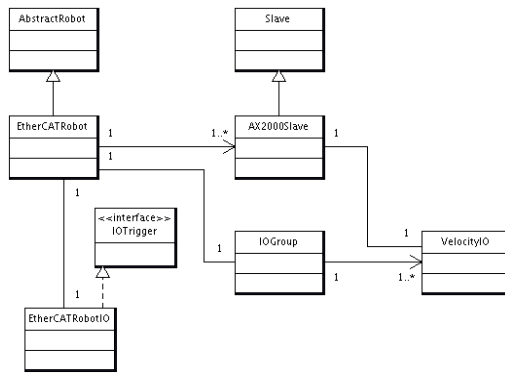 AbstractRobot
Slave
EtherCATRobot
1
1..*
AX2000Slave
1
1
1
<<interface>>
IOTrigger
1
IOGroup
1
VelocityIO
1
1..*
1
EtherCATRobotIO